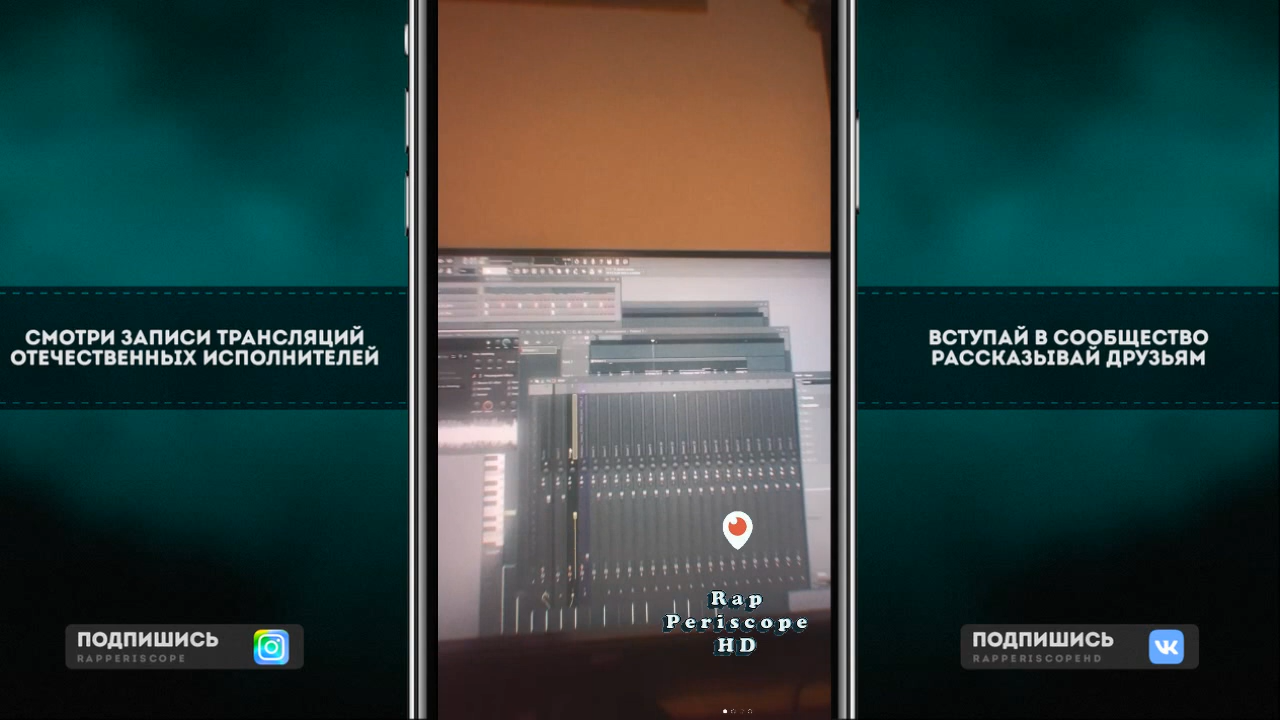 СМОТРИ ЗАПИСИ ТРАНСЛЯЦИЙ
ОТЕЧЕСТВЕННЫХ ИСПОЛНИТЕЛЕЙ
ВСТУПАЙ В СООБЩЕСТВО
РАССКАЗЫВАЙ ДРУЗЬЯМ
Rap
Periscope
HD
ПОДПИШИСЬ
RAPPERISCOPE
ПОДПИШИСЬ
RAPPERISCOPEHD